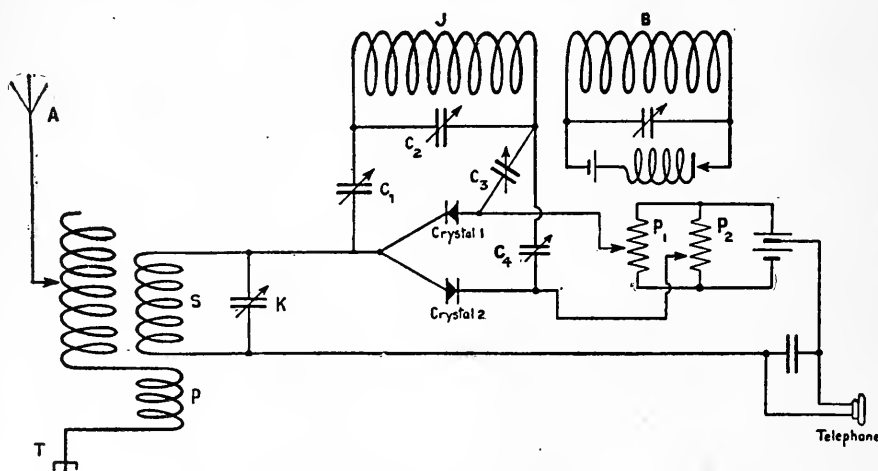 J
B
A
C2
C3
C1
Crystal 1
P1
P2
C4
S
K
Crystal 2
P
T
Telephone